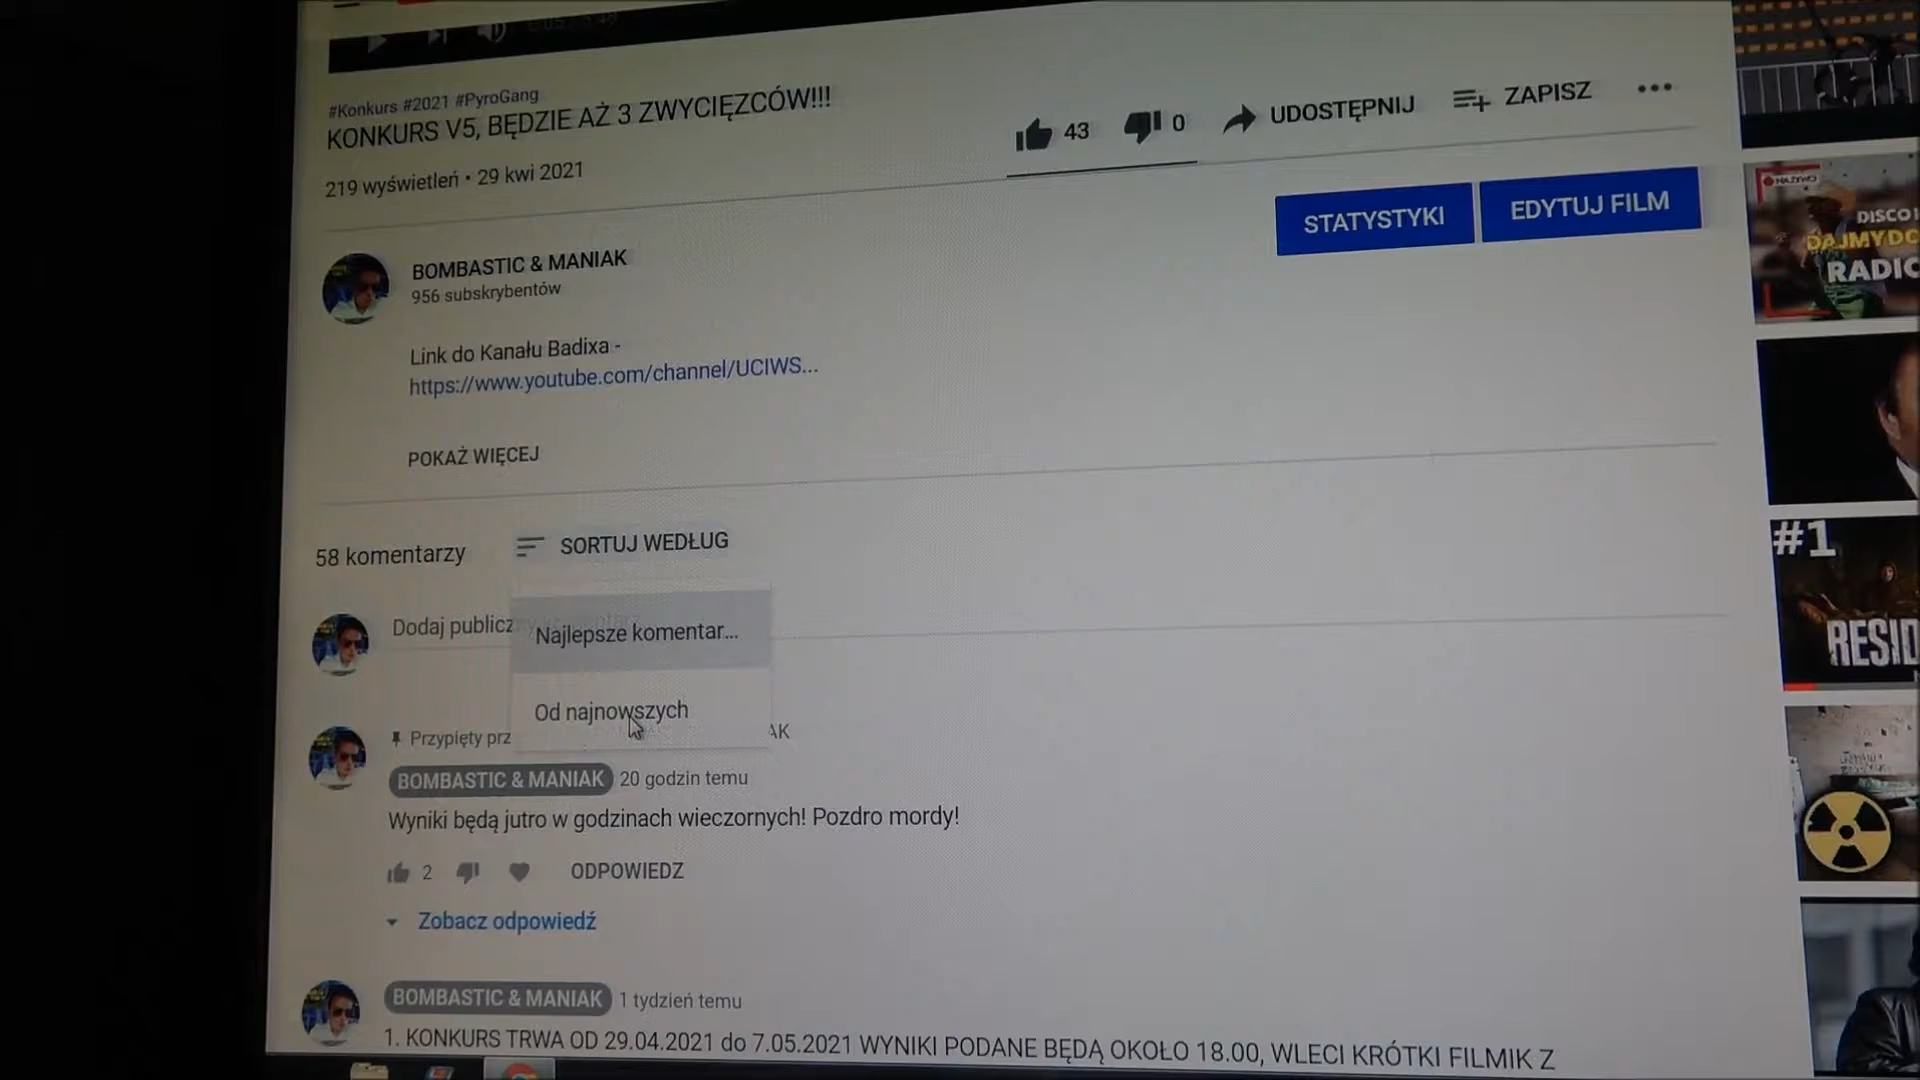 #Konkurs #2021 #PyroGang
KONKURS V5, BĘDZIE AŻ 3 ZWYCIĘZCÓW!!!
219 wyświetleń • 29 kwi 2021
43
0
UDOSTĘPNIJ
ZAPISZ
STATYSTYKI
EDYTUJ FILM
BOMBASTIC & MANIAK
956 subskrybentów
Link do Kanału Badixa -
https://www.youtube.com/channel/UCIWS...
POKAŻ WIĘCEJ
58 komentarzy
SORTUJ WEDŁUG
Dodaj publicz
Najlepsze komentar...
Od najnowszych
Przypięty prz
AK
BOMBASTIC & MANIAK 20 godzin temu
Wyniki będą jutro w godzinach wieczornych! Pozdro mordy!
2
ODPOWIEDZ
Zobacz odpowiedź
BOMBASTIC & MANIAK 1 tydzień temu
1. KONKURS TRWA OD 29.04.2021 do 7.05.2021 WYNIKI PODANE BĘDĄ OKOŁO 18.00, WLECI KRÓTKI FILMIK Z
NA ŻYWO
DISCO
DAJMYDO
RADIO
#1
RESID